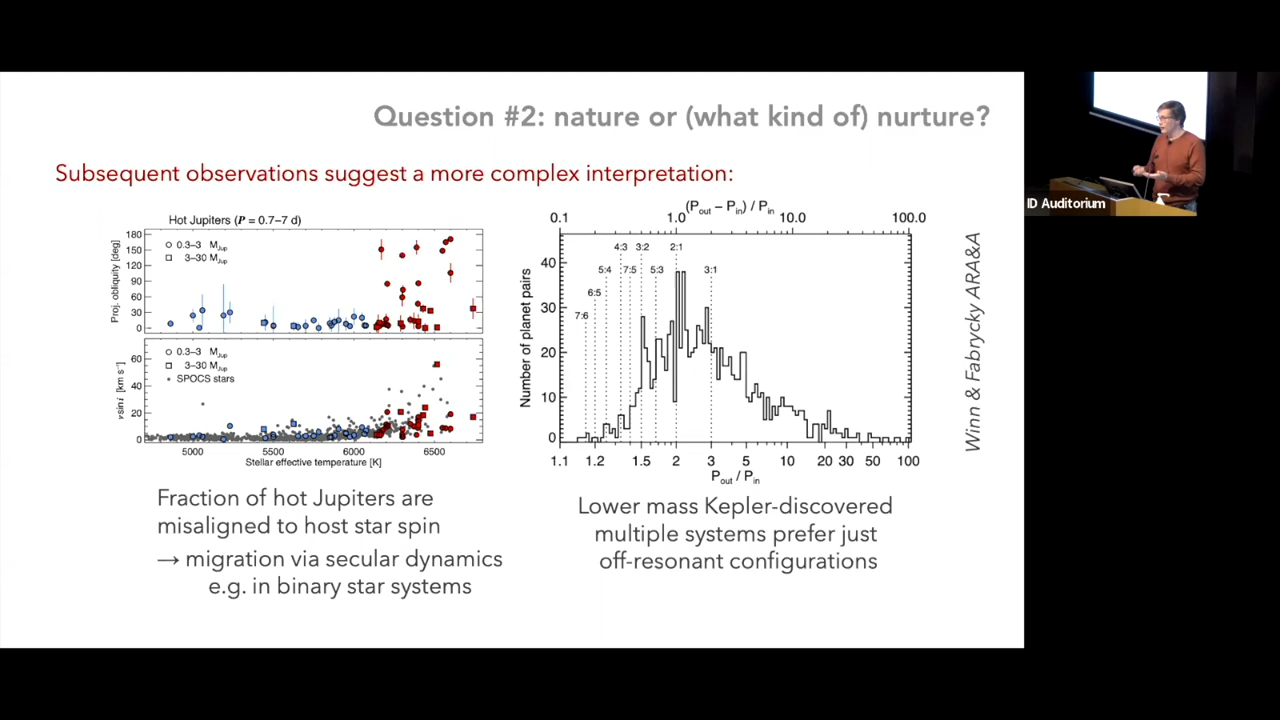 Question #2: nature or (what kind of) nurture?
Subsequent observations suggest a more complex interpretation:
Hot Jupiters (P = 0.7–7 d)
180
150
120
90
60
30
0
Proj. obliquity [deg]
0.3–3 MJup
3–30 MJup
60
40
20
0
v sin i [km s⁻¹]
0.3–3 MJup
3–30 MJup
SPOCS stars
5000 5500 6000 6500
Stellar effective temperature [K]
(Pout – Pin) / Pin
0.1 1.0 10.0 100.0
40
30
20
10
0
Number of planet pairs
7:6
6:5
5:4
4:3
7:5
3:2
5:3
2:1
3:1
1.1 1.2 1.5 2 3 5 10 20 30 50 100
Pout / Pin
Winn & Fabrycky ARA&A
Fraction of hot Jupiters are
misaligned to host star spin
→ migration via secular dynamics
e.g. in binary star systems
Lower mass Kepler-discovered
multiple systems prefer just
off-resonant configurations
ID Auditorium